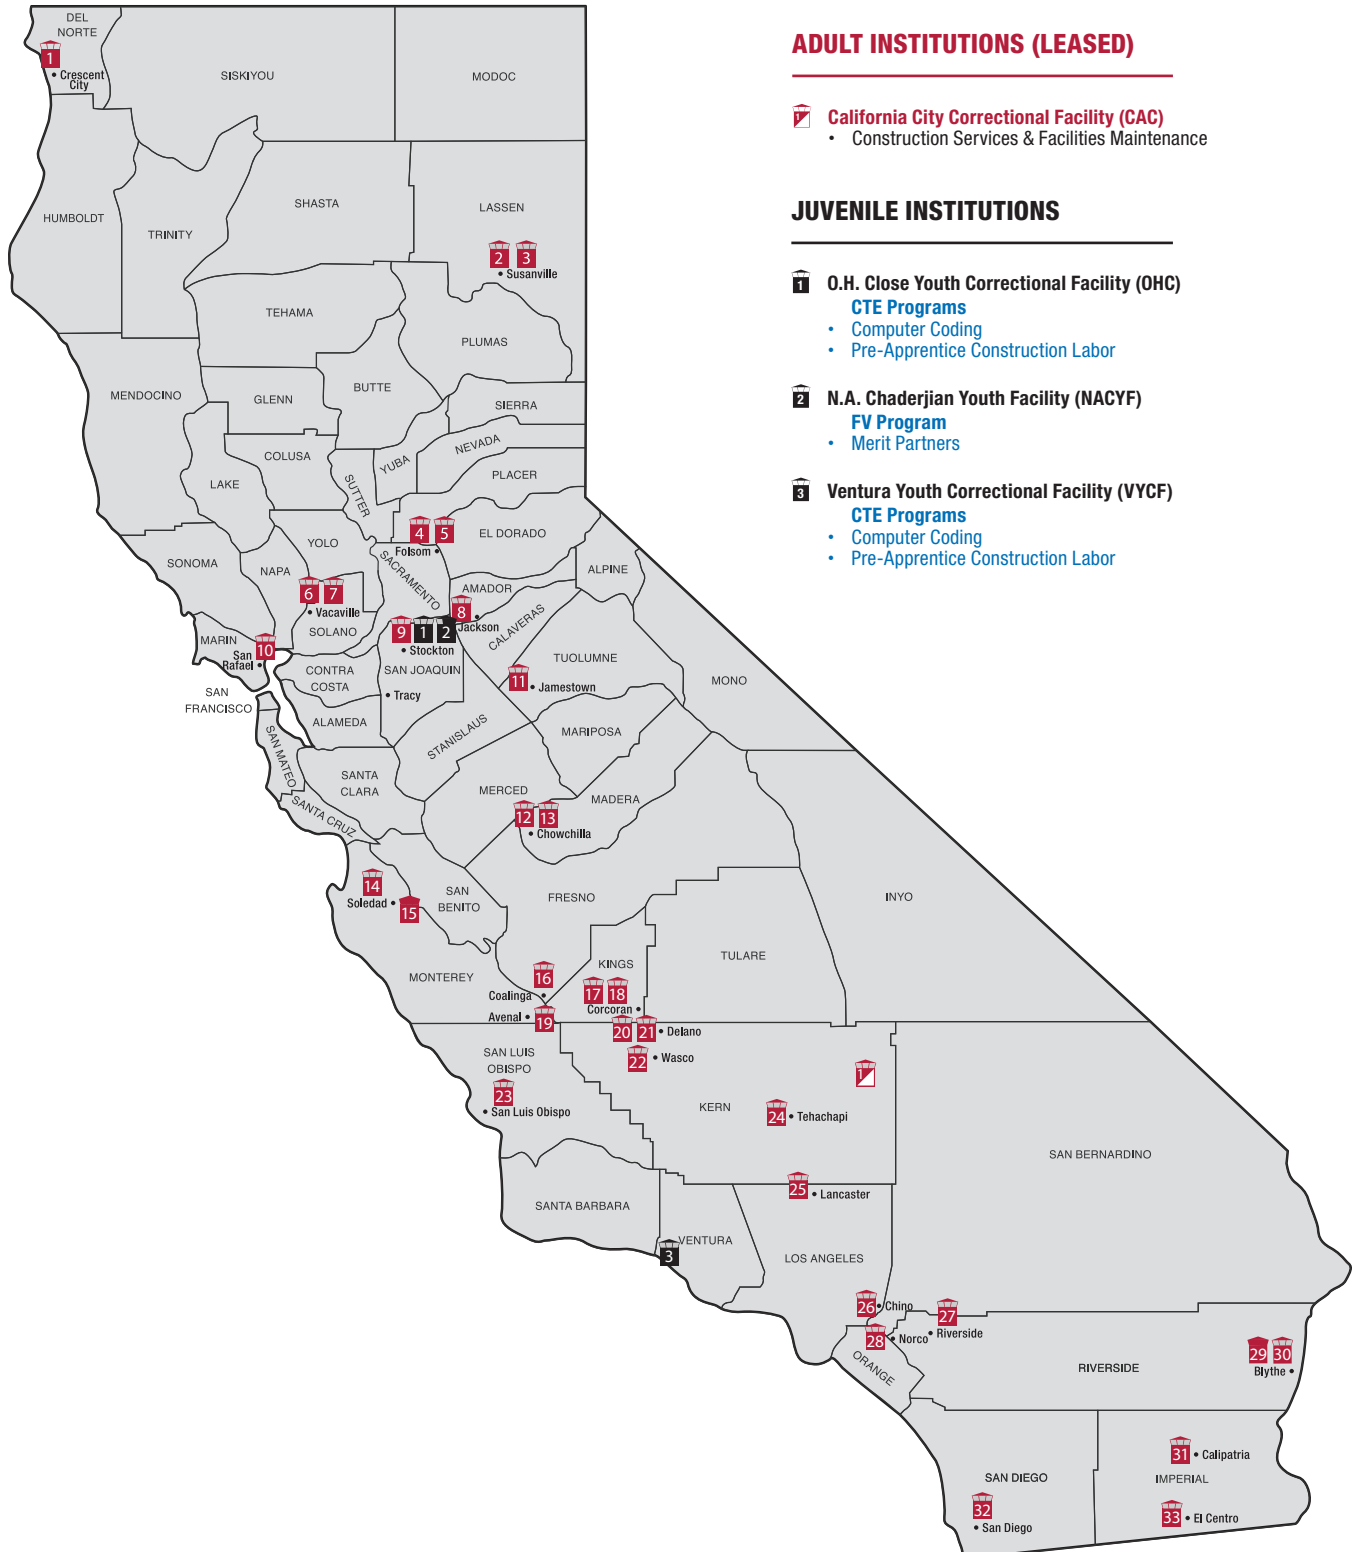 ADULT INSTITUTIONS (LEASED)
1
California City Correctional Facility (CAC)
• Construction Services & Facilities Maintenance
JUVENILE INSTITUTIONS
1
O.H. Close Youth Correctional Facility (OHC)
CTE Programs
• Computer Coding
• Pre-Apprentice Construction Labor
2
N.A. Chaderjian Youth Facility (NACYF)
FV Program
• Merit Partners
3
Ventura Youth Correctional Facility (VYCF)
CTE Programs
• Computer Coding
• Pre-Apprentice Construction Labor
DEL
NORTE
1
Crescent
City
SISKIYOU
MODOC
HUMBOLDT
TRINITY
SHASTA
LASSEN
2 3
Susanville
TEHAMA
PLUMAS
MENDOCINO
GLENN
BUTTE
SIERRA
NEVADA
YUBA
COLUSA
PLACER
LAKE
SUTTER
4 5
Folsom
EL DORADO
YOLO
SONOMA
NAPA
SACRAMENTO
ALPINE
6 7
Vacaville
AMADOR
8
Jackson
SOLANO
9 1 2
Stockton
CALAVERAS
MARIN
10
San
Rafael
CONTRA
COSTA
SAN JOAQUIN
Tracy
TUOLUMNE
11
Jamestown
MONO
SAN
FRANCISCO
ALAMEDA
STANISLAUS
MARIPOSA
SAN MATEO
SANTA
CLARA
MERCED
MADERA
SANTA CRUZ
12 13
Chowchilla
14
Soledad
15
SAN
BENITO
FRESNO
INYO
MONTEREY
16
Coalinga
KINGS
17 18
Corcoran
TULARE
Avenal
19
20 21
Delano
22
Wasco
SAN LUIS
OBISPO
23
San Luis Obispo
1
KERN
24
Tehachapi
SAN BERNARDINO
25
Lancaster
SANTA BARBARA
3
VENTURA
LOS ANGELES
26
Chino
27
Riverside
28
Norco
ORANGE
RIVERSIDE
29 30
Blythe
31
Calipatria
SAN DIEGO
IMPERIAL
32
San Diego
33
El Centro